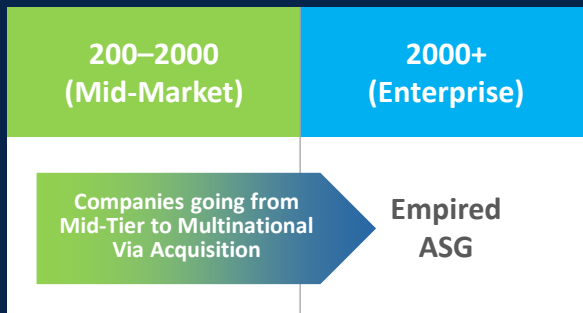 200–2000
(Mid-Market)
2000+
(Enterprise)
Companies going from
Mid-Tier to Multinational
Via Acquisition
Empired
ASG